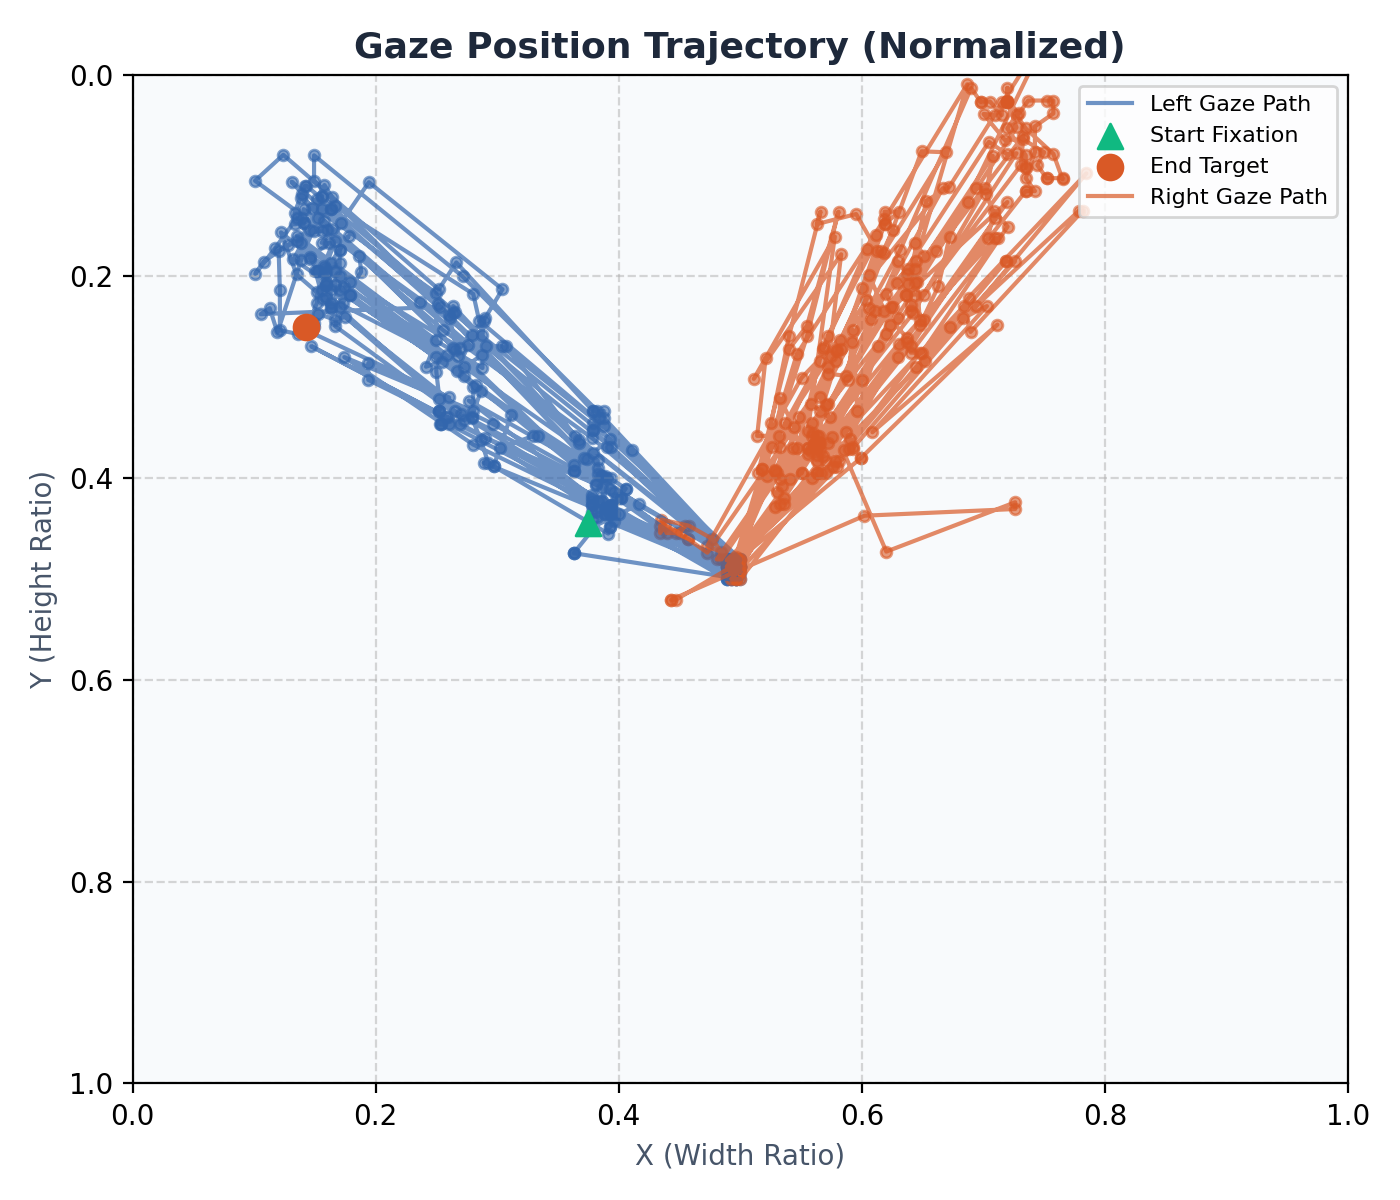 Gaze Position Trajectory (Normalized)
0.0
0.2
0.4
0.6
0.8
1.0
Y (Height Ratio)
Left Gaze Path
Start Fixation
End Target
Right Gaze Path
0.0 0.2 0.4 0.6 0.8 1.0
X (Width Ratio)